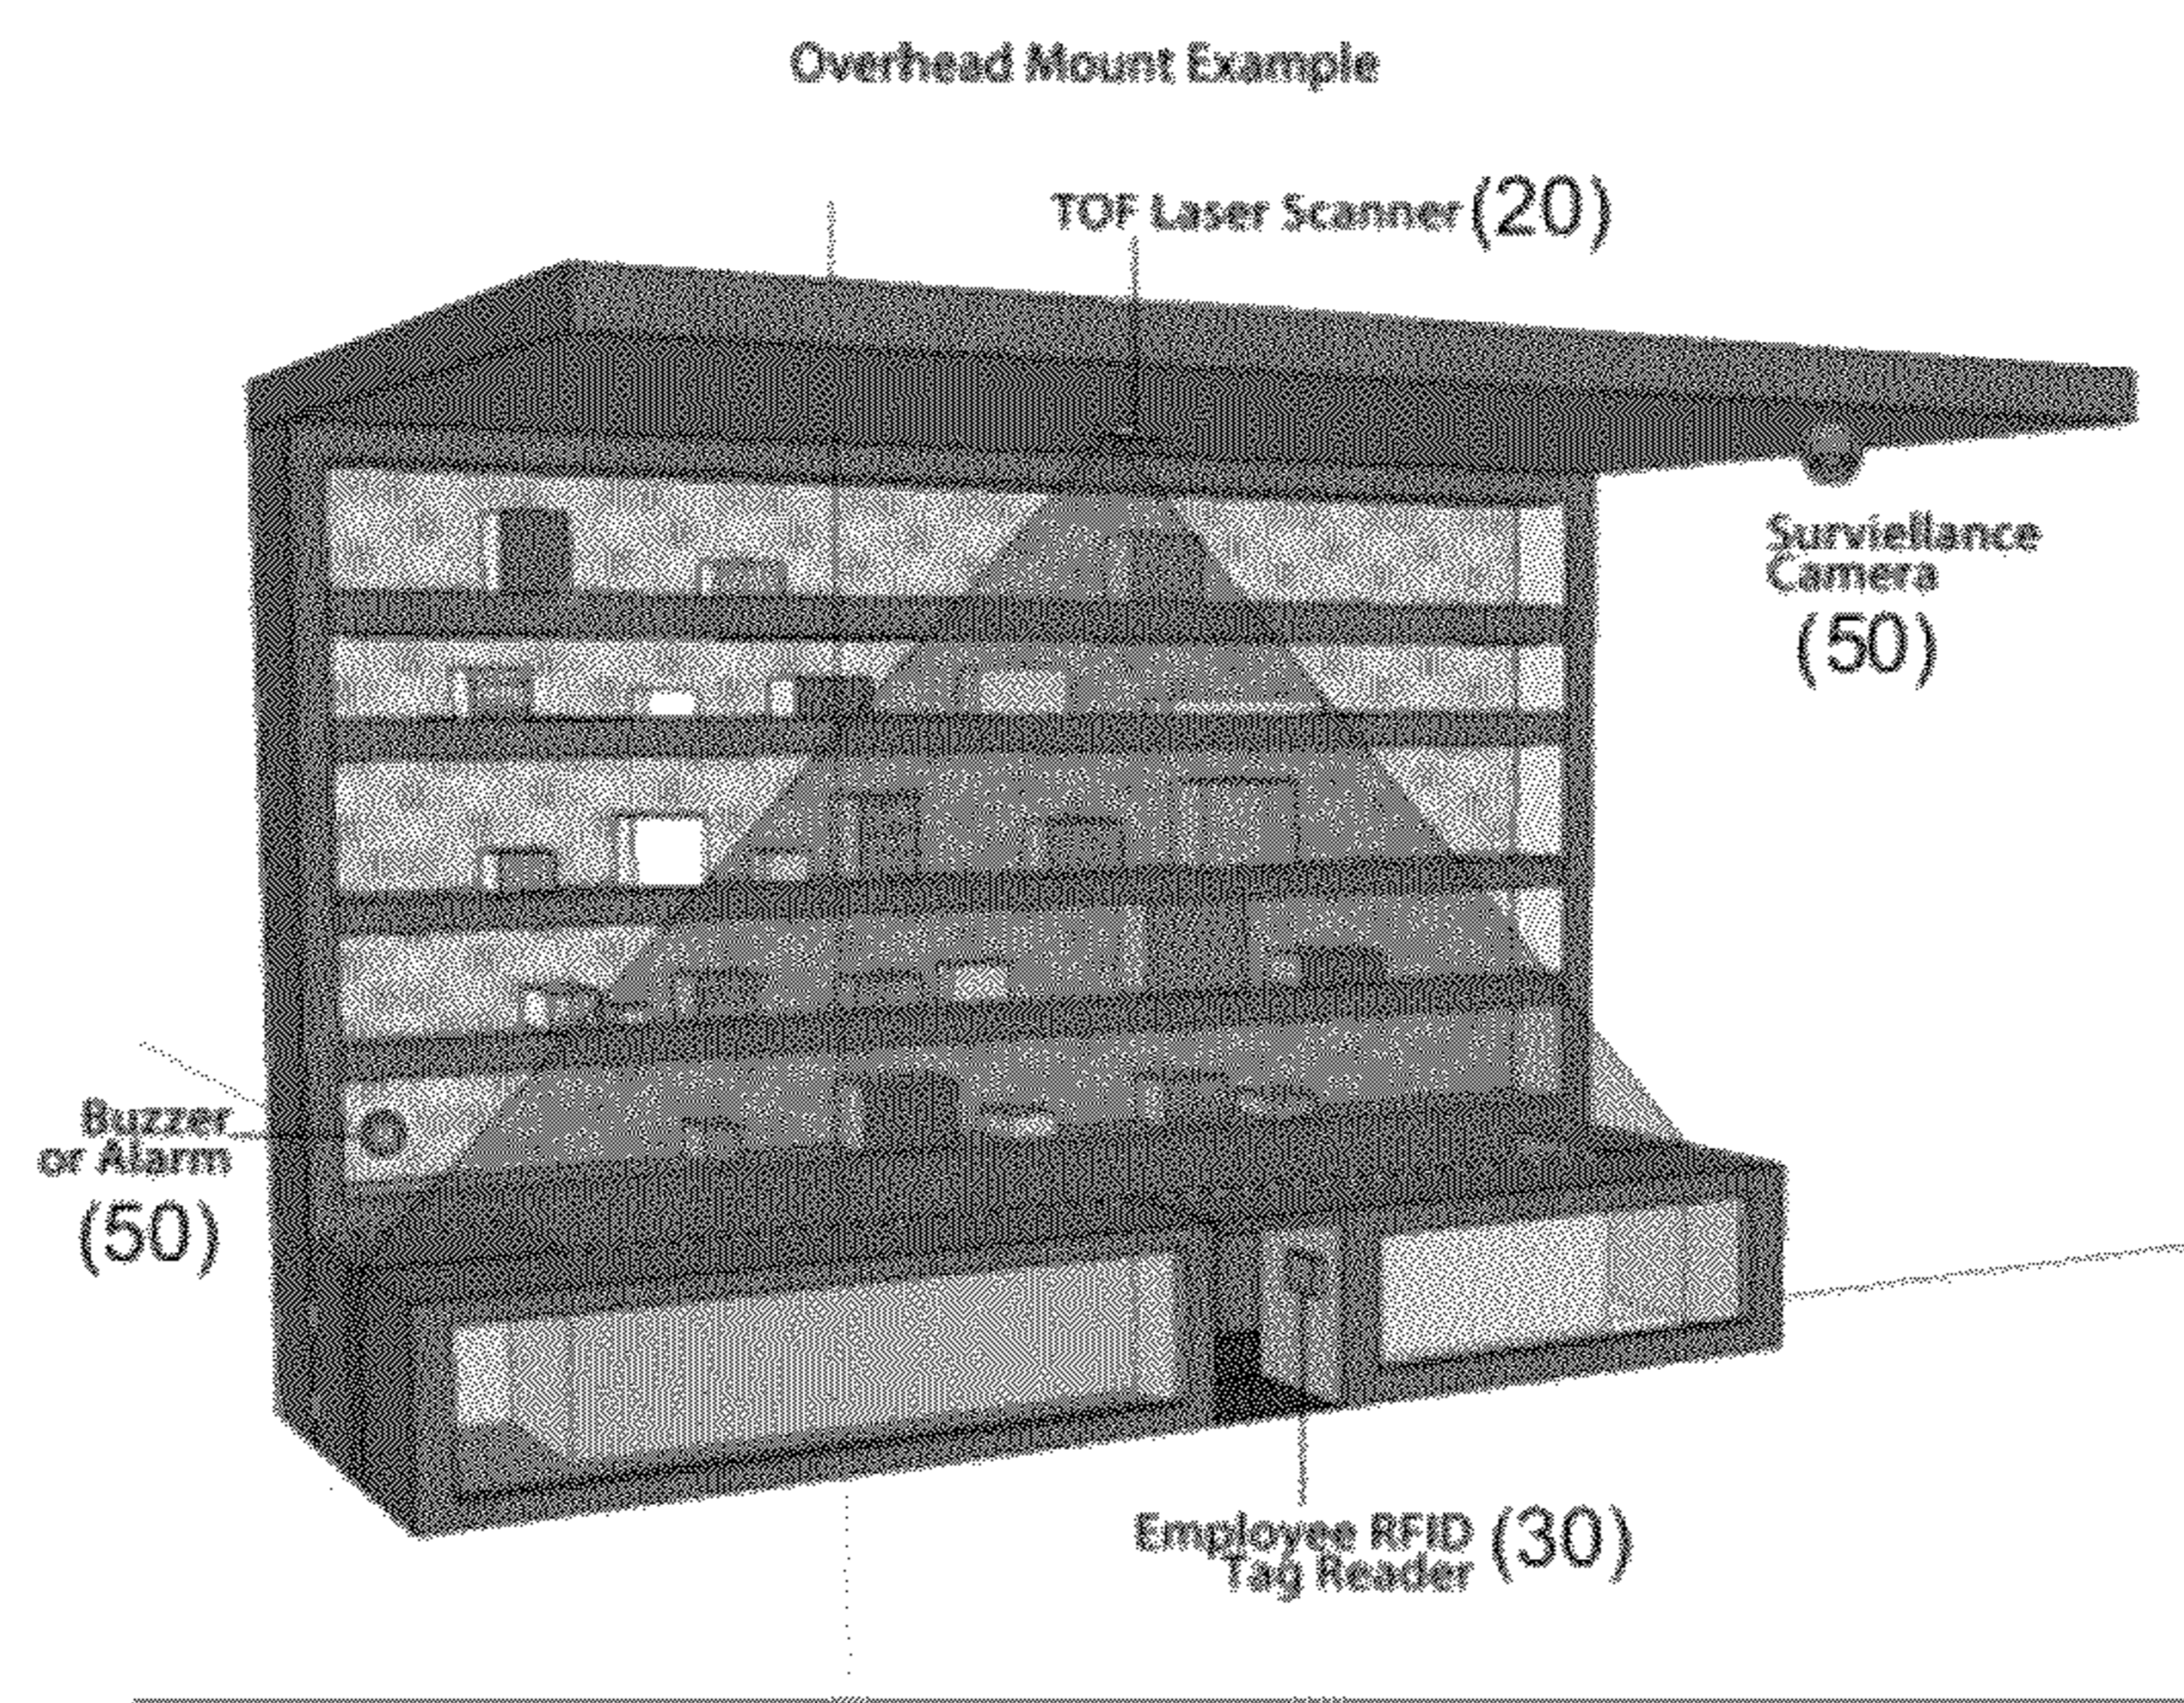 Overhead Mount Example
TOF Laser Scanner (20)
Surviellance
Camera
(50)
Buzzer
or Alarm
(50)
Employee RFID (30)
Tag Reader